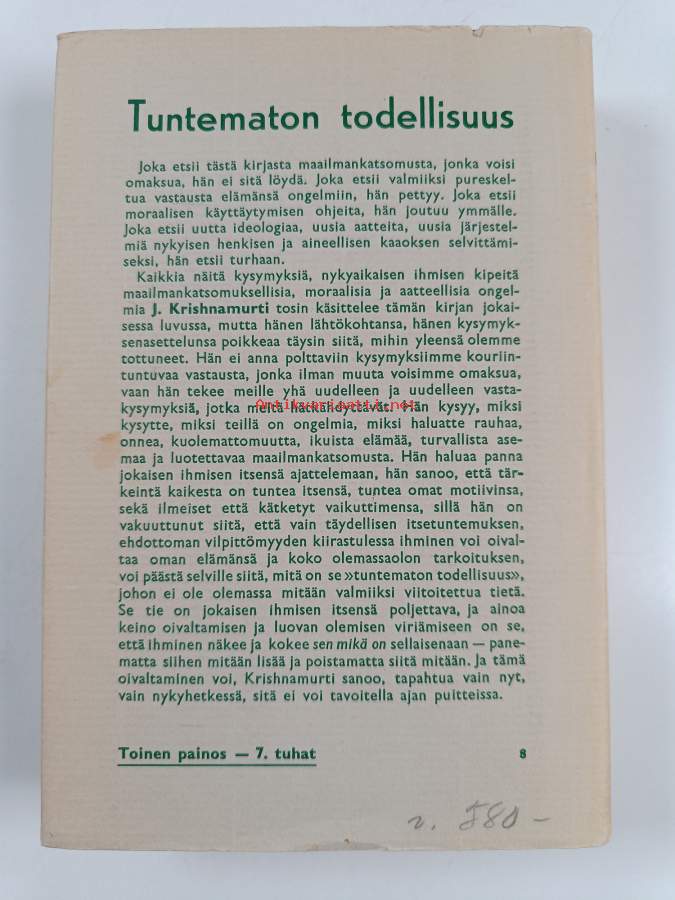 Tuntematon todellisuus
Joka etsii tästä kirjasta maailmankatsomusta, jonka voisi
omaksua, hän ei sitä löydä. Joka etsii valmiiksi pureskel-
tua vastausta elämänsä ongelmiin, hän pettyy. Joka etsii
moraalisen käyttäytymisen ohjeita, hän joutuu ymmälle.
Joka etsii uutta ideologiaa, uusia aatteita, uusia järjestel-
miä nykyisen henkisen ja aineellisen kaaoksen selvittämi-
seksi, hän etsii turhaan.
Kaikkia näitä kysymyksiä, nykyaikaisen ihmisen kipeitä
maailmankatsomuksellisia, moraalisia ja aatteellisia ongel-
mia J. Krishnamurti tosin käsittelee tämän kirjan jokai-
sessa luvussa, mutta hänen lähtökohtansa, hänen kysymyk-
senasettelunsa poikkeaa täysin siitä, mihin yleensä olemme
tottuneet. Hän ei anna polttaviin kysymyksiimme kouriin-
tuntuvaa vastausta, jonka ilman muuta voisimme omaksua,
vaan hän tekee meille yhä uudelleen ja uudelleen vasta-
kysymyksiä, jotka meitä hätkähdyttävät. Hän kysyy, miksi
Antikvariaatti.net
kysytte, miksi teillä on ongelmia, miksi haluatte rauhaa,
onnea, kuolemattomuutta, ikuista elämää, turvallista ase-
maa ja luotettavaa maailmankatsomusta. Hän haluaa panna
jokaisen ihmisen itsensä ajattelemaan, hän sanoo, että tär-
keintä kaikesta on tuntea itsensä, tuntea omat motiivinsa,
sekä ilmeiset että kätketyt vaikuttimensa, sillä hän on
vakuuttunut siitä, että vain täydellisen itsetuntemuksen,
ehdottoman vilpittömyyden kiirastulessa ihminen voi oival-
taa oman elämänsä ja koko olemassaolon tarkoituksen,
voi päästä selville siitä, mitä on se »tuntematon todellisuus»,
johon ei ole olemassa mitään valmiiksi viitoitettua tietä.
Se tie on jokaisen ihmisen itsensä poljettava, ja ainoa
keino oivaltamisen ja luovan olemisen viriämiseen on se,
että ihminen näkee ja kokee sen mikä on sellaisenaan — pane-
matta siihen mitään lisää ja poistamatta siitä mitään. Ja tämä
oivaltaminen voi, Krishnamurti sanoo, tapahtua vain nyt,
vain nykyhetkessä, sitä ei voi tavoitella ajan puitteissa.
Toinen painos — 7. tuhat 8
580 —